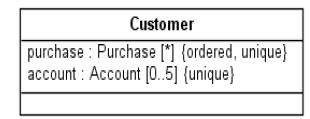 Customer
purchase : Purchase [*] {ordered, unique}
account : Account [0..5] {unique}